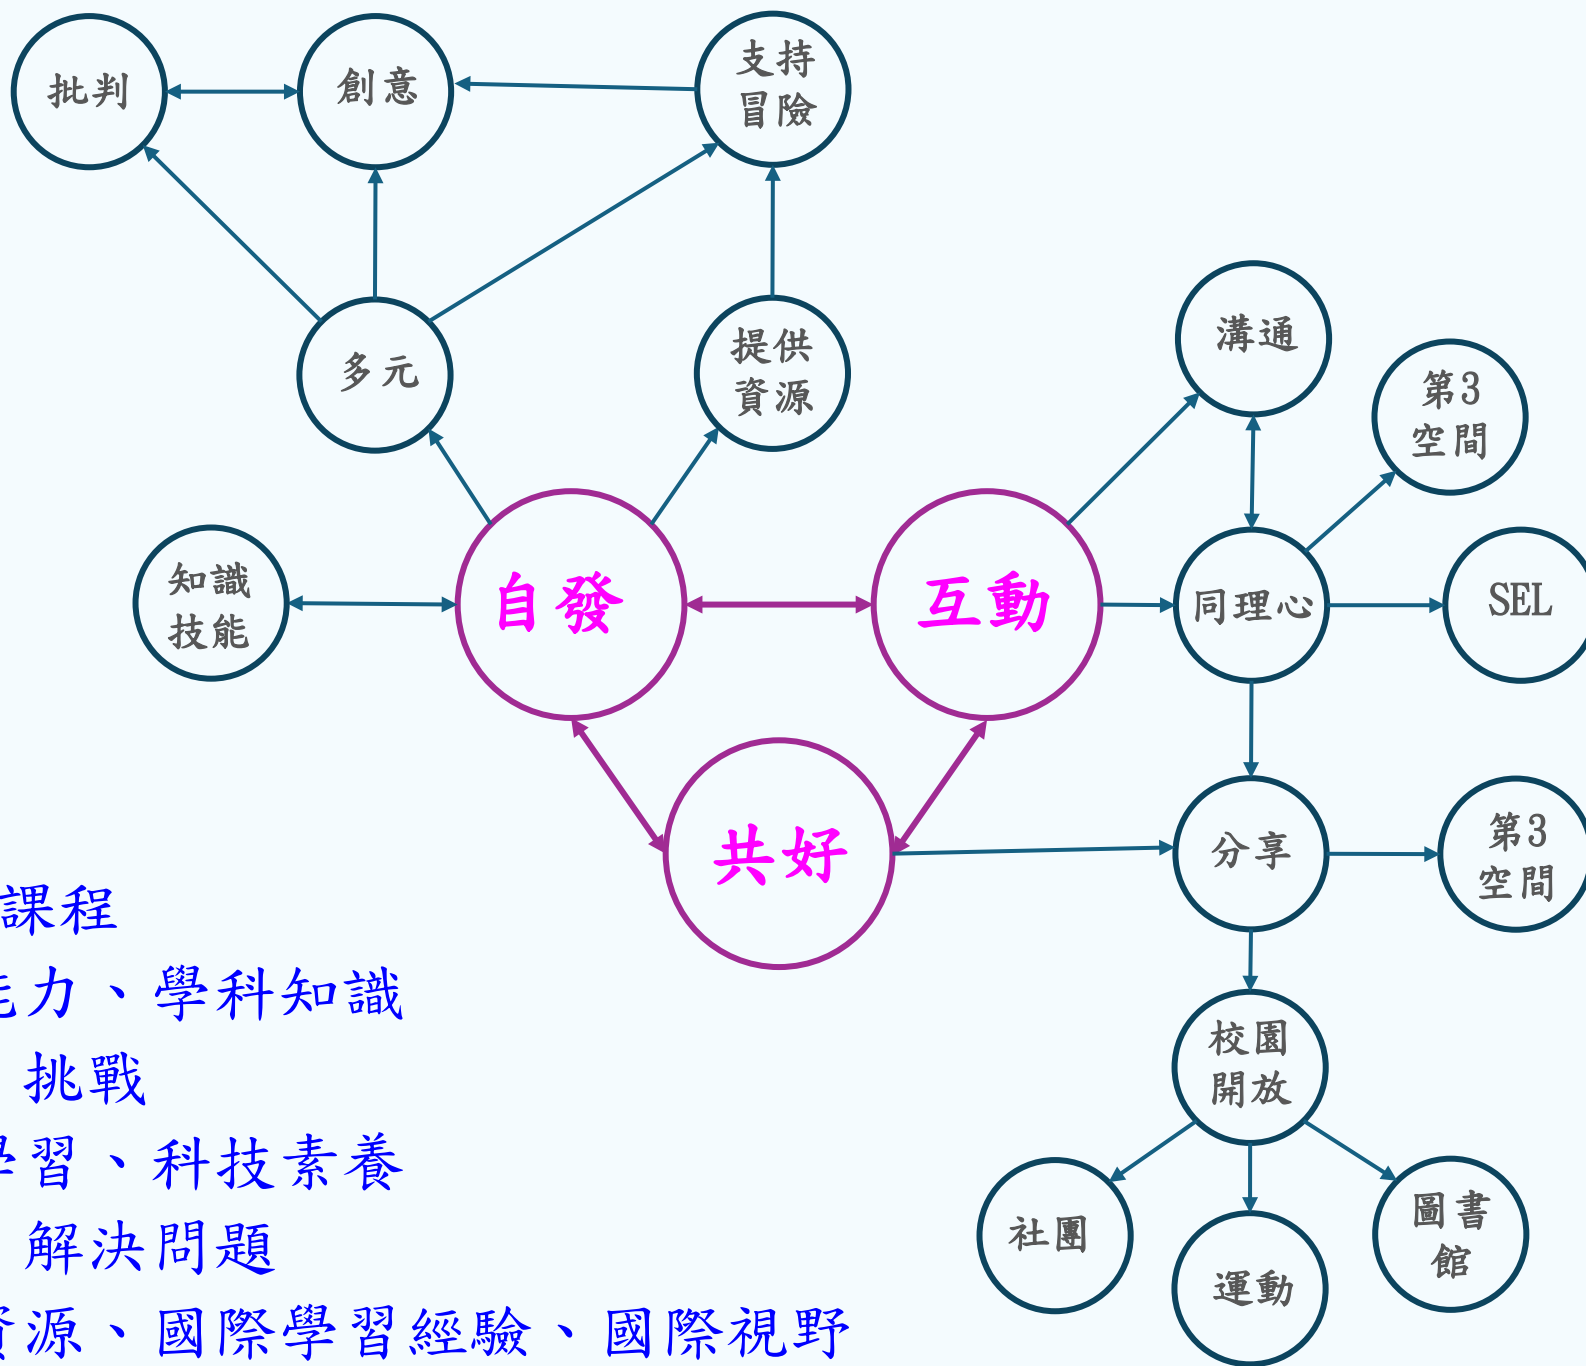 批判
創意
支持
冒險
多元
提供
資源
溝通
第3
空間
知識
技能
自發
互動
同理心
SEL
共好
分享
第3
空間
課程
能力、學科知識
挑戰
學習、科技素養
解決問題
資源、國際學習經驗、國際視野
校園
開放
社團
運動
圖書
館